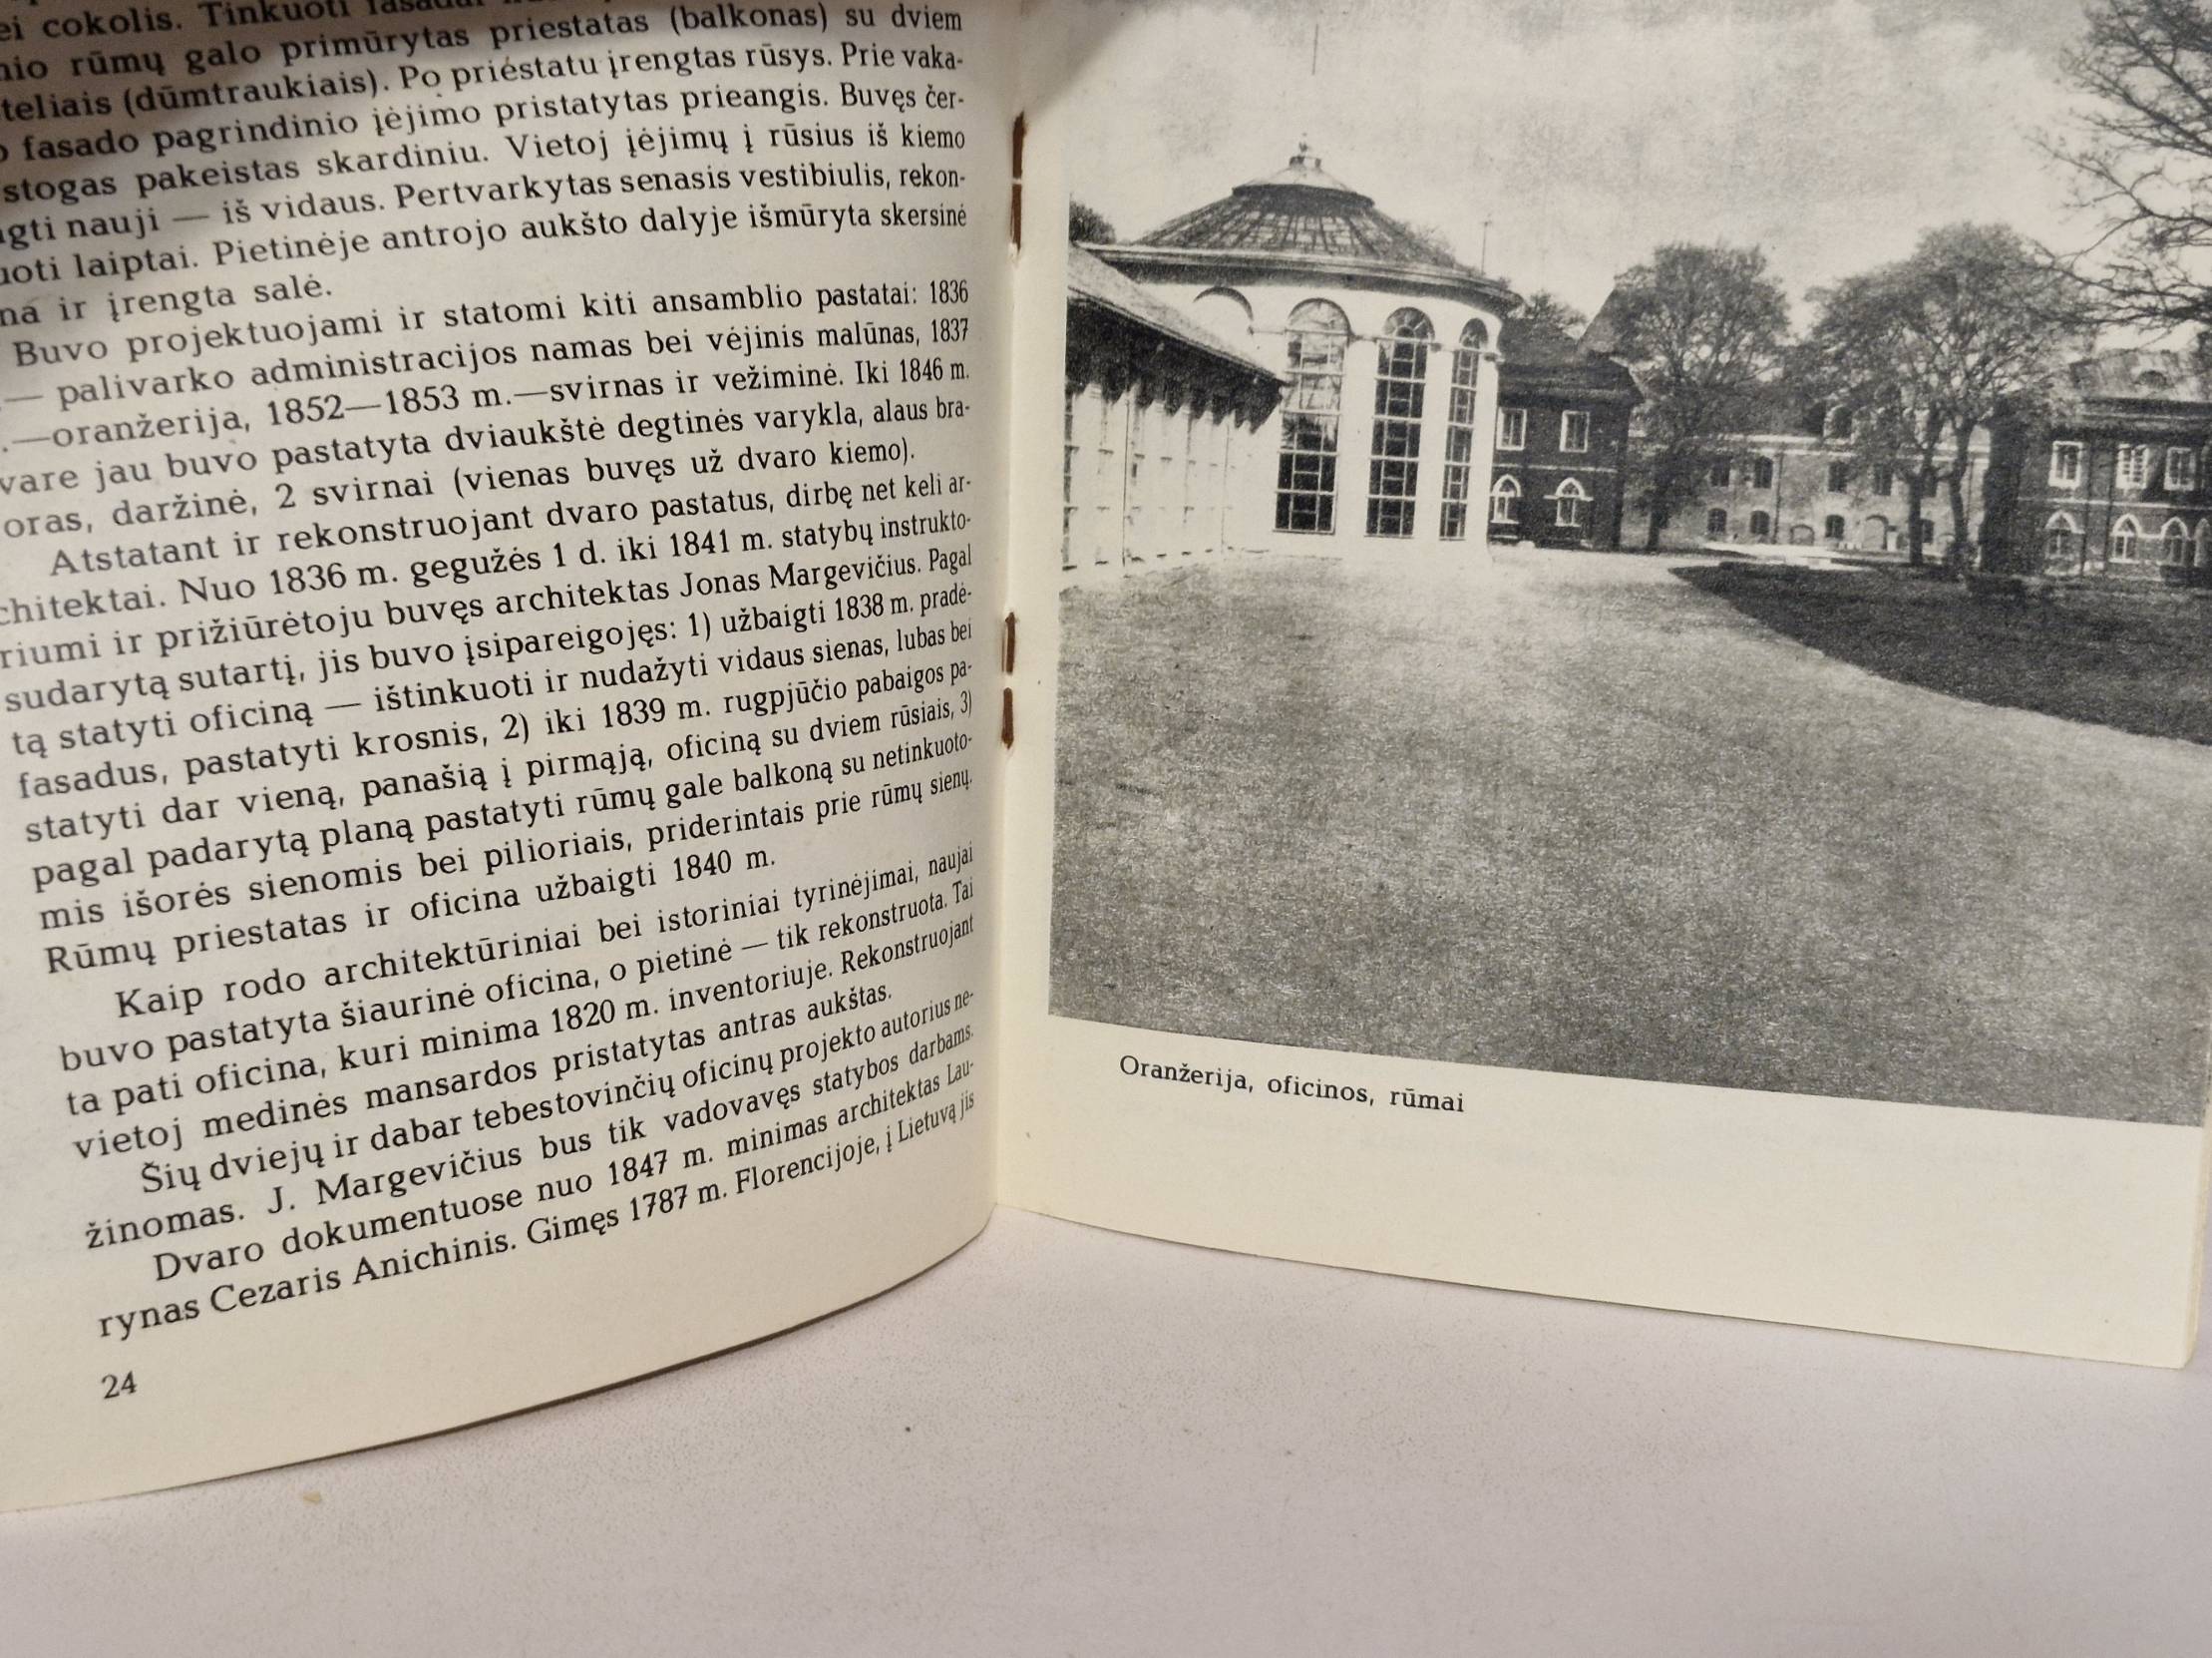 cokolis. Tinkuoti
rūmų galo primūrytas priestatas (balkonas) su dviem
teliais (dūmtraukiais). Po priestatu įrengtas rūsys. Prie vaka-
fasado pagrindinio įėjimo pristatytas prieangis. Buvęs čer-
stogas pakeistas skardiniu. Vietoj įėjimų į rūsius iš kiemo
gti nauji — iš vidaus. Pertvarkytas senasis vestibiulis, rekon-
uoti laiptai. Pietinėje antrojo aukšto dalyje išmūryta skersinė
na ir įrengta salė.
Buvo projektuojami ir statomi kiti ansamblio pastatai: 1836
— palivarko administracijos namas bei vėjinis malūnas, 1837
.—oranžerija, 1852—1853 m.—svirnas ir vežiminė. Iki 1846 m.
vare jau buvo pastatyta dviaukštė degtinės varykla, alaus bra-
oras, daržinė, 2 svirnai (vienas buvęs už dvaro kiemo).
Atstatant ir rekonstruojant dvaro pastatus, dirbę net keli ar-
chitektai. Nuo 1836 m. gegužės 1 d. iki 1841 m. statybų instrukto-
riumi ir prižiūrėtoju buvęs architektas Jonas Margevičius. Pagal
sudarytą sutartį, jis buvo įsipareigojęs: 1) užbaigti 1838 m. pradė-
tą statyti oficiną — ištinkuoti ir nudažyti vidaus sienas, lubas bei
fasadus, pastatyti krosnis, 2) iki 1839 m. rugpjūčio pabaigos pa-
statyti dar vieną, panašią į pirmąją, oficiną su dviem rūsiais, 3)
pagal padarytą planą pastatyti rūmų gale balkoną su netinkuoto-
mis išorės sienomis bei pilioriais, priderintais prie rūmų sienų.
Rūmų priestatas ir oficina užbaigti 1840 m.
Kaip rodo architektūriniai bei istoriniai tyrinėjimai, naujai
buvo pastatyta šiaurinė oficina, o pietinė — tik rekonstruota. Tai
ta pati oficina, kuri minima 1820 m. inventoriuje. Rekonstruojant
vietoj medinės mansardos pristatytas antras aukštas.
Šių dviejų ir dabar tebestovinčių oficinų projekto autorius ne-
žinomas. J. Margevičius bus tik vadovavęs statybos darbams.
Dvaro dokumentuose nuo 1847 m. minimas architektas Lau-
rynas Cezaris Anichinis. Gimęs 1787 m. Florencijoje, į Lietuvą jis
24
Oranžerija, oficinos, rūmai